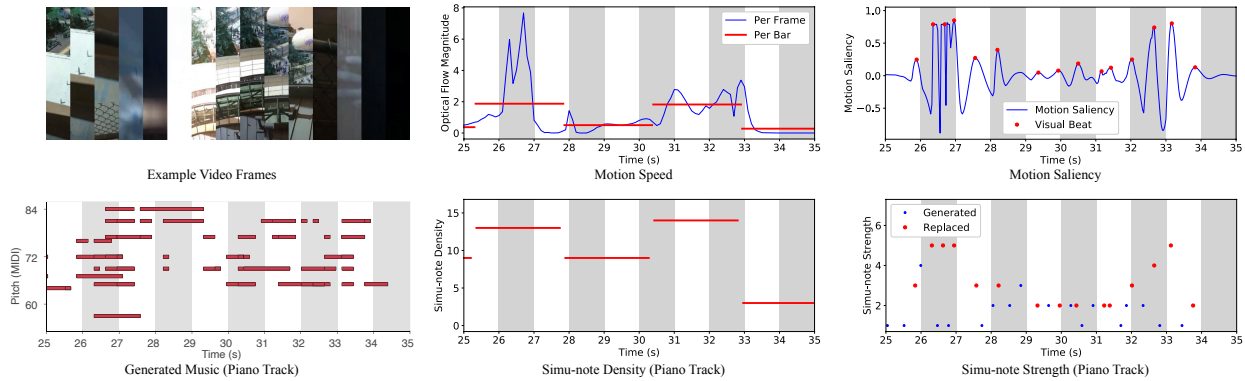 Example Video Frames
8
6
4
2
0
Optical Flow Magnitude
Per Frame
Per Bar
25 26 27 28 29 30 31 32 33 34 35
Time (s)
Motion Speed
1.0
0.5
0.0
−0.5
Motion Saliency
Motion Saliency
Visual Beat
25 26 27 28 29 30 31 32 33 34 35
Time (s)
Motion Saliency
84
72
60
Pitch (MIDI)
25 26 27 28 29 30 31 32 33 34 35
Time (s)
Generated Music (Piano Track)
15
10
5
0
Simu-note Density
25 26 27 28 29 30 31 32 33 34 35
Time (s)
Simu-note Density (Piano Track)
6
4
2
Simu-note Strength
Generated
Replaced
25 26 27 28 29 30 31 32 33 34 35
Time (s)
Simu-note Strength (Piano Track)